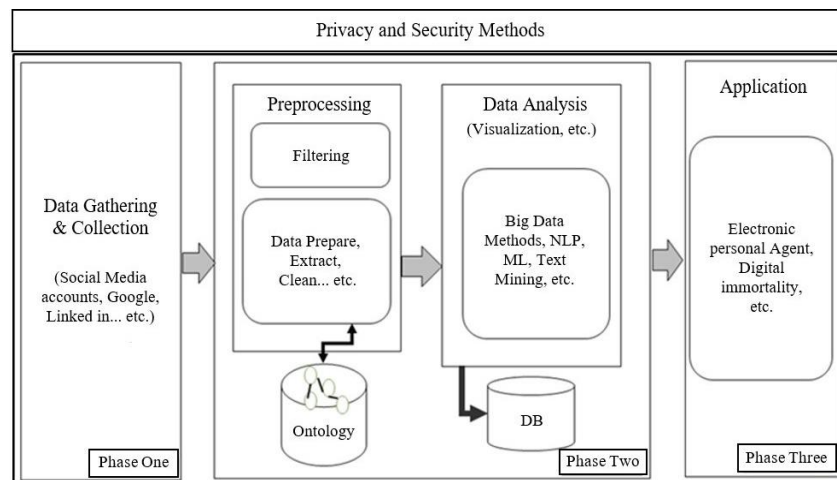 Privacy and Security Methods
Data Gathering
& Collection
(Social Media
accounts, Google,
Linked in... etc.)
Phase One
Preprocessing
Filtering
Data Prepare,
Extract,
Clean... etc.
Ontology
Data Analysis
(Visualization, etc.)
Big Data
Methods, NLP,
ML, Text
Mining, etc.
DB
Phase Two
Application
Electronic
personal Agent,
Digital
immortality,
etc.
Phase Three